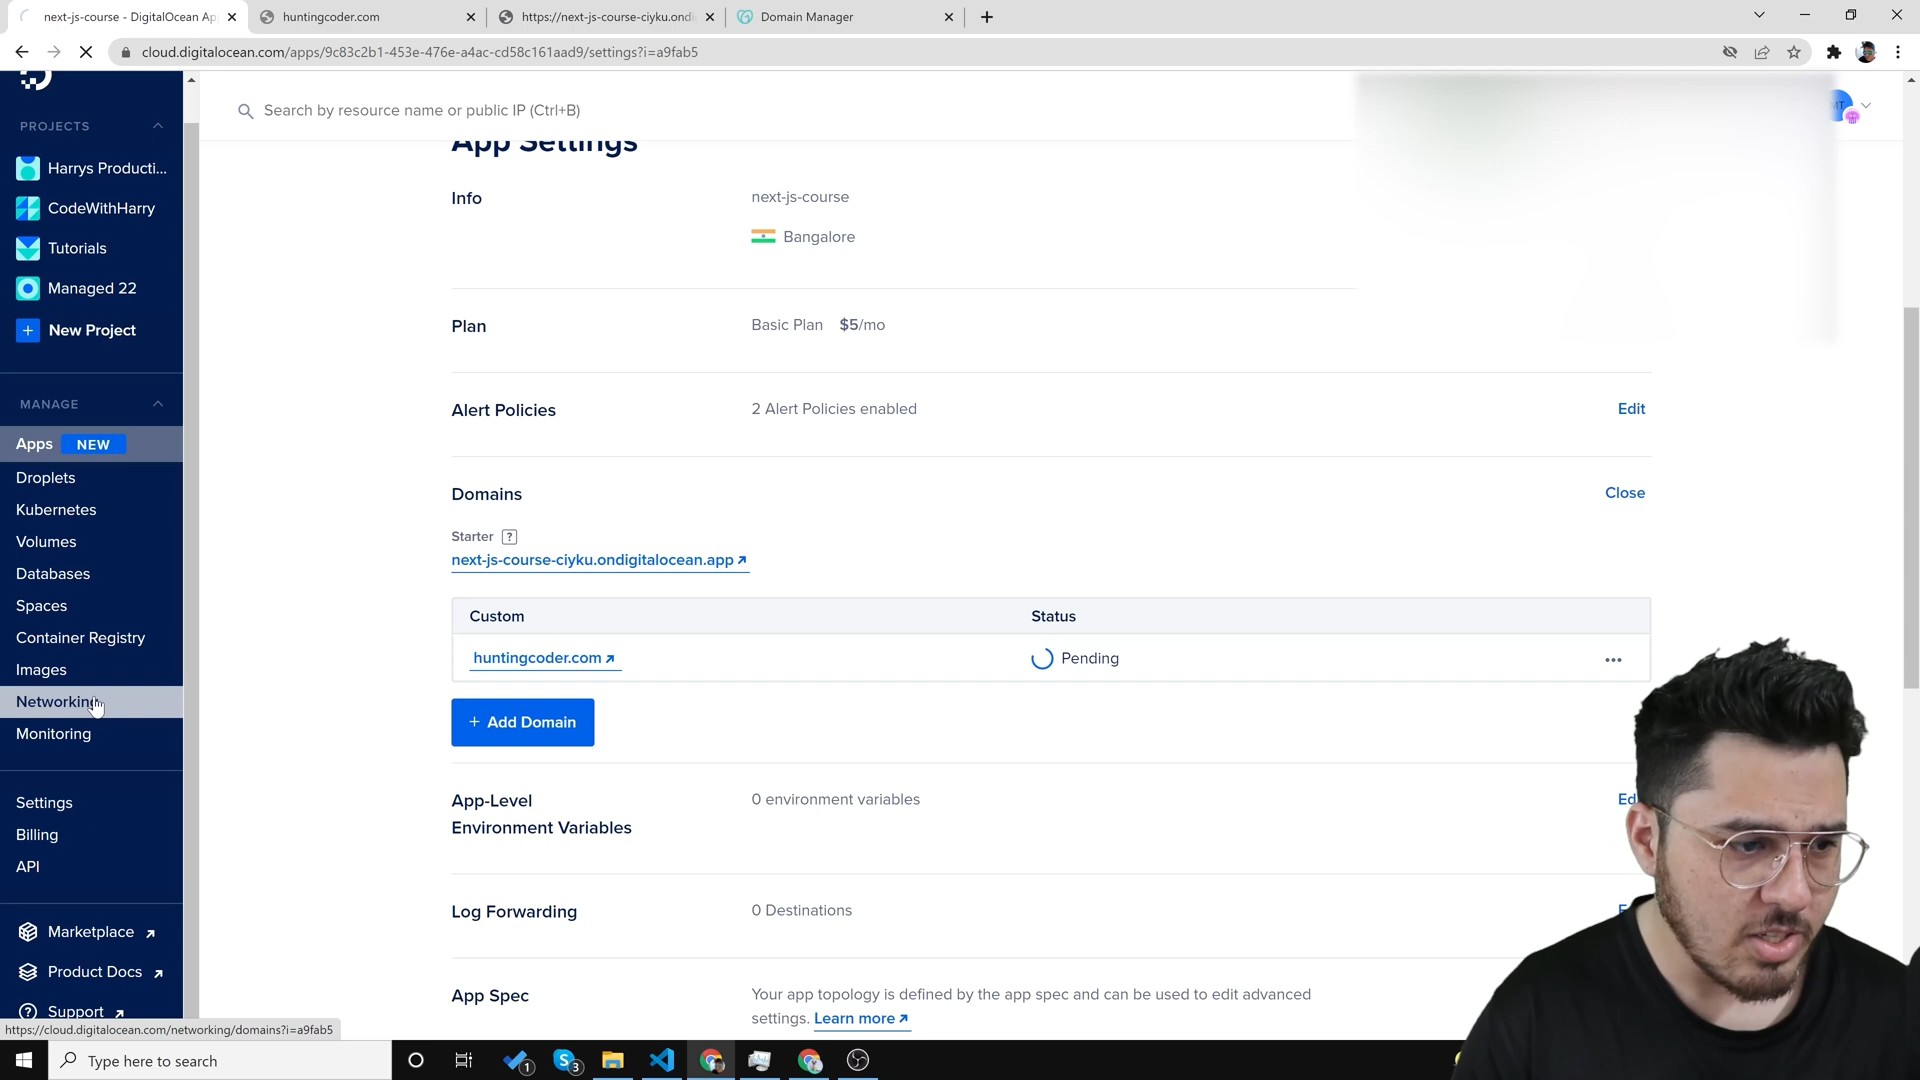 next-js-course - DigitalOcean Ap
huntingcoder.com
https://next-js-course-ciyku.ondi
Domain Manager
cloud.digitalocean.com/apps/9c83c2b1-453e-476e-a4ac-cd58c161aad9/settings?i=a9fab5
Search by resource name or public IP (Ctrl+B)
MT
PROJECTS
Harrys Producti...
CodeWithHarry
Tutorials
Managed 22
+ New Project
MANAGE
Apps NEW
Droplets
Kubernetes
Volumes
Databases
Spaces
Container Registry
Images
Networking
Monitoring
Settings
Billing
API
Marketplace
Product Docs
Support
https://cloud.digitalocean.com/networking/domains?i=a9fab5
App Settings
Info
next-js-course
Bangalore
Plan
Basic Plan $5/mo
Alert Policies
2 Alert Policies enabled
Edit
Domains
Close
Starter ?
next-js-course-ciyku.ondigitalocean.app
Custom
Status
huntingcoder.com
Pending
+ Add Domain
App-Level
Environment Variables
0 environment variables
Log Forwarding
0 Destinations
App Spec
Your app topology is defined by the app spec and can be used to edit advanced
settings. Learn more
Type here to search
1
3